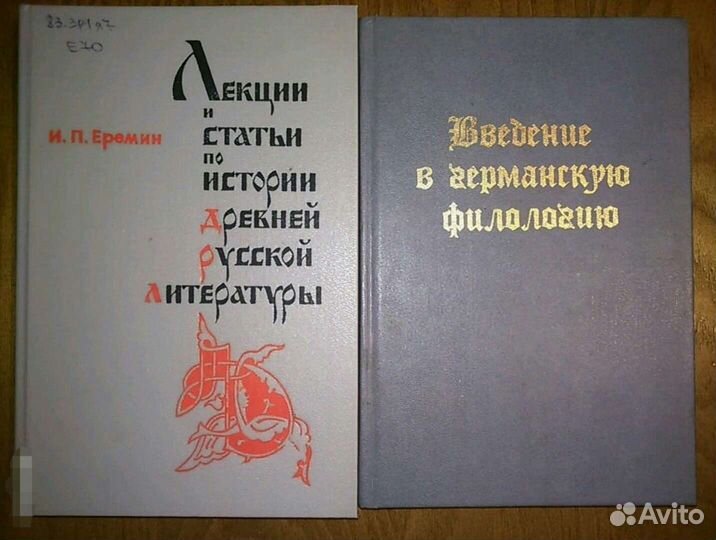 83.3Р1я7
Е70
И. П. Еремин
Лекции
и
статьи
по
истории
древней
русской
литературы
Введение
в германскую
филологию
Avito